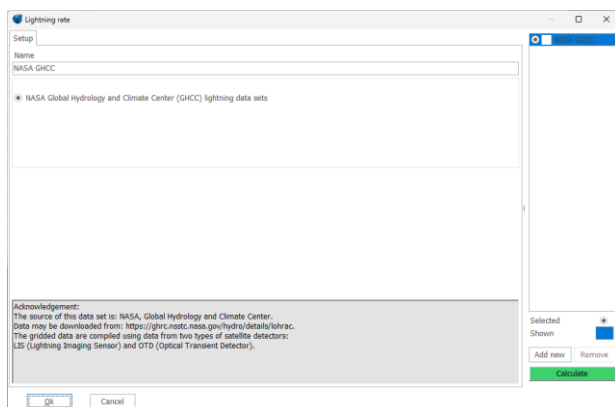 Lightning rate
Setup
Name
NASA GHCC
NASA Global Hydrology and Climate Center (GHCC) lightning data sets
Acknowledgement:
The source of this data set is: NASA, Global Hydrology and Climate Center.
Data may be downloaded from: https://ghrc.nsstc.nasa.gov/hydro/details/lohrac.
The gridded data are compiled using data from two types of satellite detectors:
LIS (Lightning Imaging Sensor) and OTD (Optical Transient Detector).
Ok Cancel
NASA GHCC
Selected
Shown
Add new Remove
Calculate